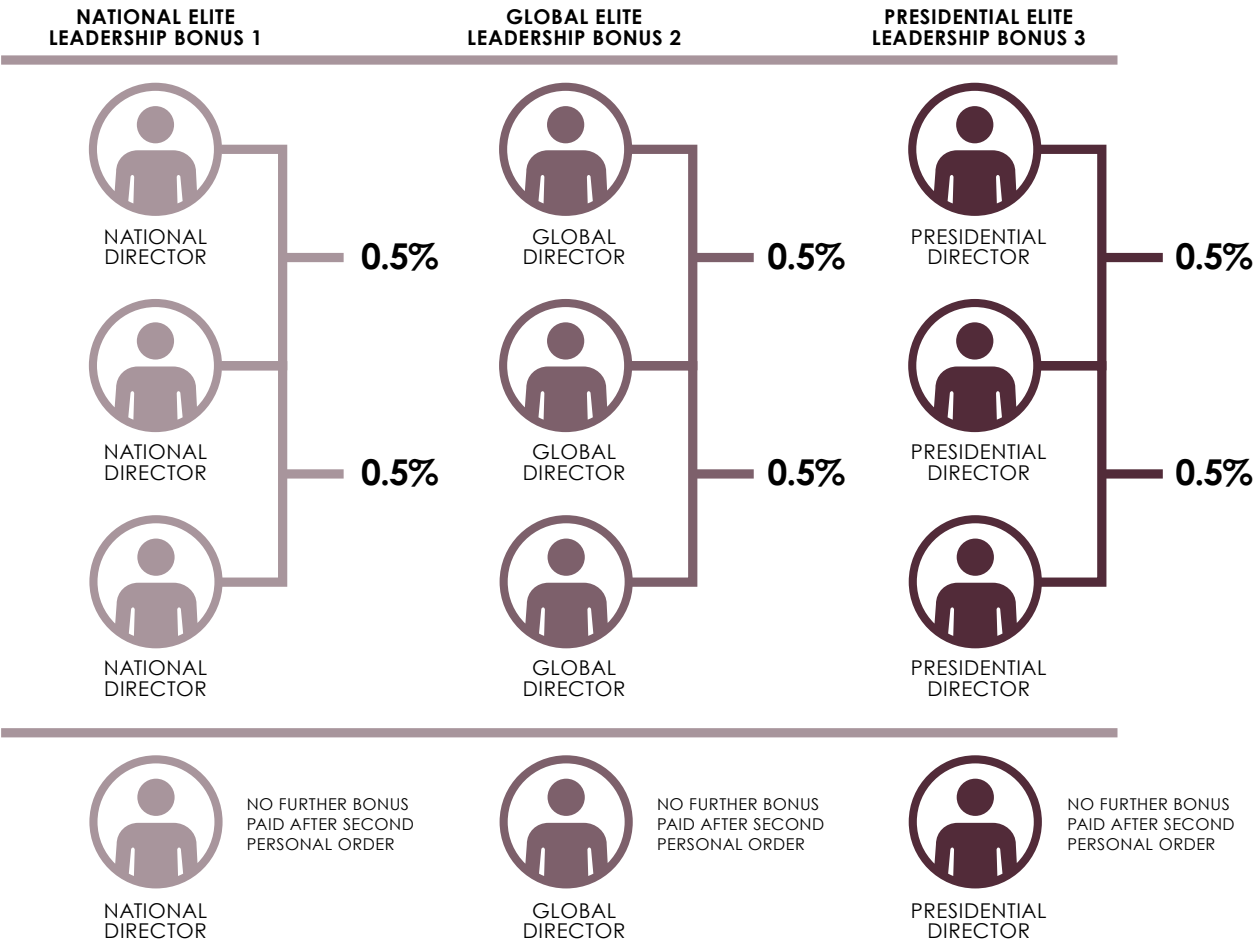 NATIONAL ELITE
LEADERSHIP BONUS 1
GLOBAL ELITE
LEADERSHIP BONUS 2
PRESIDENTIAL ELITE
LEADERSHIP BONUS 3
NATIONAL
DIRECTOR
0.5%
GLOBAL
DIRECTOR
0.5%
PRESIDENTIAL
DIRECTOR
0.5%
NATIONAL
DIRECTOR
0.5%
GLOBAL
DIRECTOR
0.5%
PRESIDENTIAL
DIRECTOR
0.5%
NATIONAL
DIRECTOR
GLOBAL
DIRECTOR
PRESIDENTIAL
DIRECTOR
NO FURTHER BONUS
PAID AFTER SECOND
PERSONAL ORDER
NATIONAL
DIRECTOR
NO FURTHER BONUS
PAID AFTER SECOND
PERSONAL ORDER
GLOBAL
DIRECTOR
NO FURTHER BONUS
PAID AFTER SECOND
PERSONAL ORDER
PRESIDENTIAL
DIRECTOR